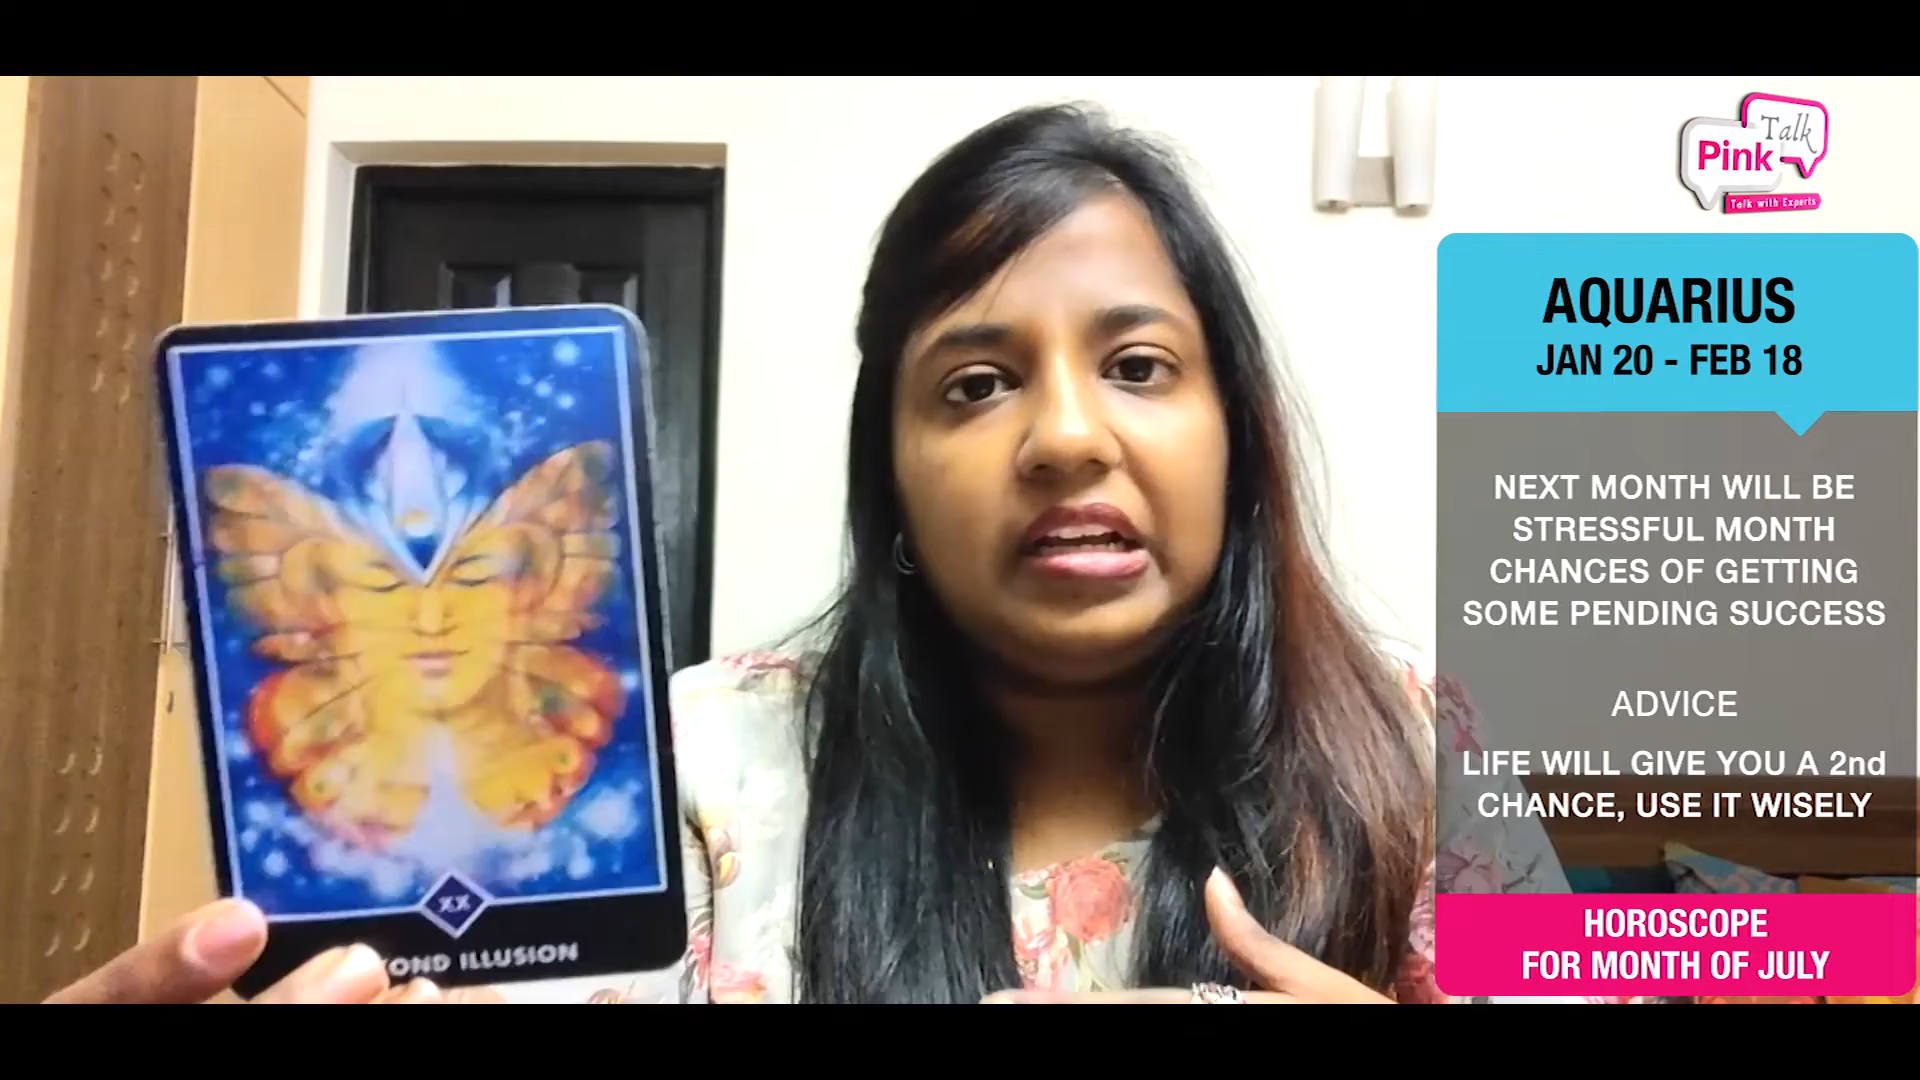 Talk
Pink
Talk with Experts
AQUARIUS
JAN 20 - FEB 18
NEXT MONTH WILL BE
STRESSFUL MONTH
CHANCES OF GETTING
SOME PENDING SUCCESS
ADVICE
LIFE WILL GIVE YOU A 2nd
CHANCE, USE IT WISELY
HOROSCOPE
FOR MONTH OF JULY
XX
OND ILLUSION